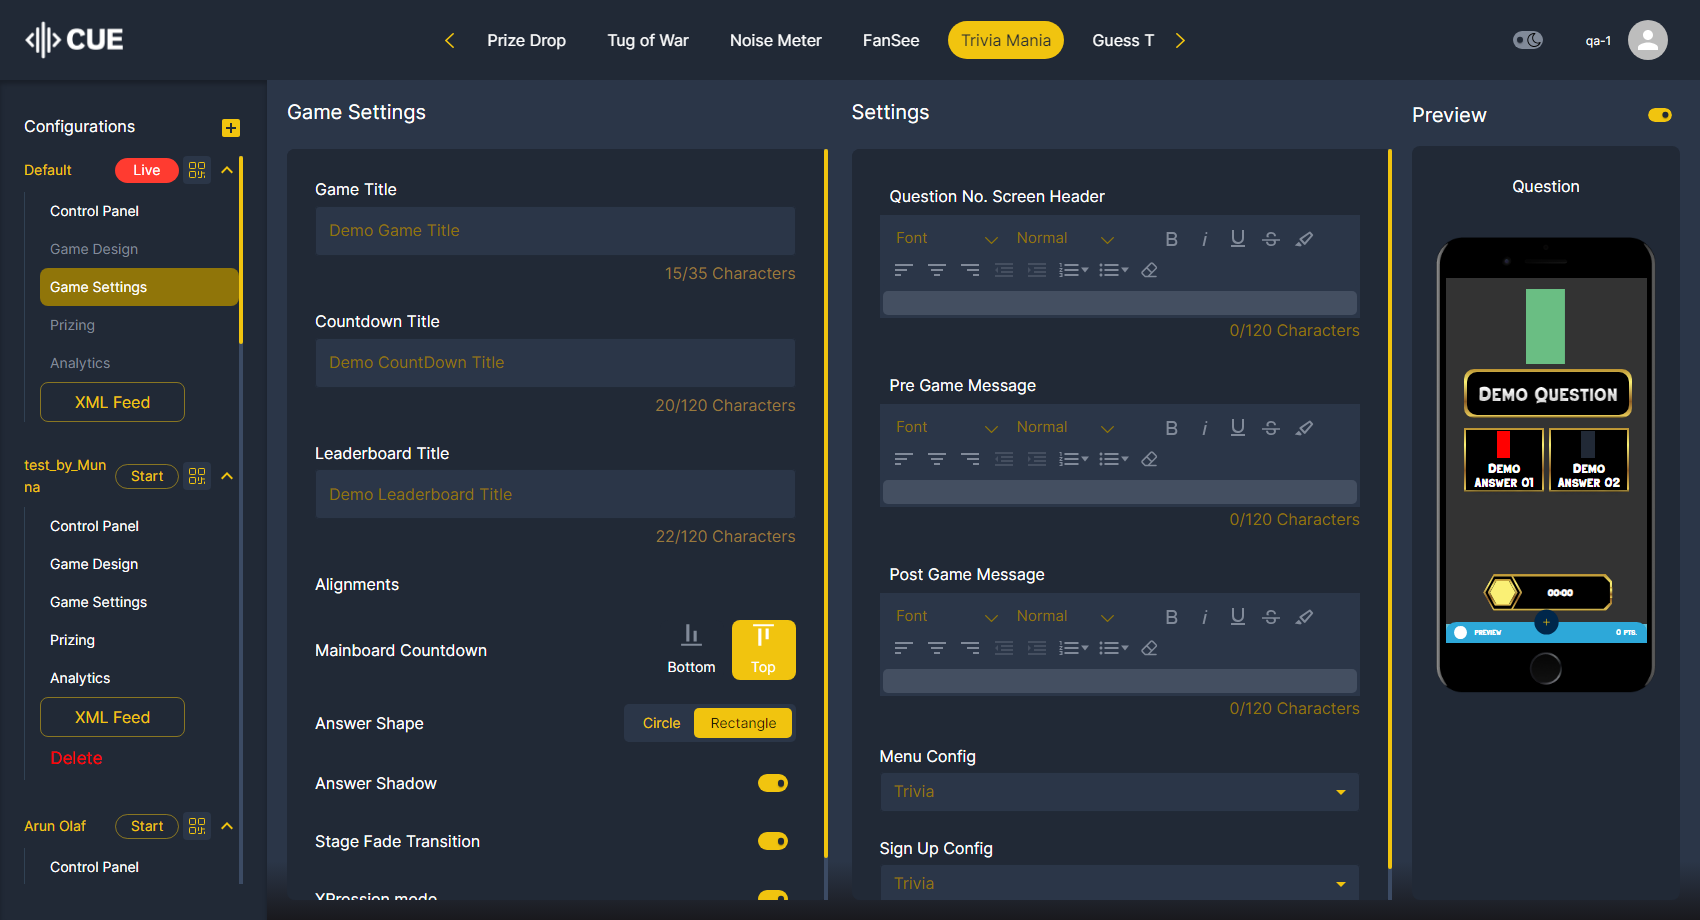 CUE
Prize Drop
Tug of War
Noise Meter
FanSee
Trivia Mania
Guess T
qa-1
Configurations
Default
Live
Control Panel
Game Design
Game Settings
Prizing
Analytics
XML Feed
test_by_Mun
na
Start
Control Panel
Game Design
Game Settings
Prizing
Analytics
XML Feed
Delete
Arun Olaf
Start
Control Panel
Game Settings
Game Title
Demo Game Title
15/35 Characters
Countdown Title
Demo CountDown Title
20/120 Characters
Leaderboard Title
Demo Leaderboard Title
22/120 Characters
Alignments
Mainboard Countdown
Bottom
Top
Answer Shape
Circle
Rectangle
Answer Shadow
Stage Fade Transition
XPression mode
Settings
Question No. Screen Header
Font
Normal
B i U S
0/120 Characters
Pre Game Message
Font
Normal
B i U S
0/120 Characters
Post Game Message
Font
Normal
B i U S
0/120 Characters
Menu Config
Trivia
Sign Up Config
Trivia
Preview
Question
DEMO QUESTION
DEMO
ANSWER 01
DEMO
ANSWER 02
00:00
PREVIEW
0 PTS.